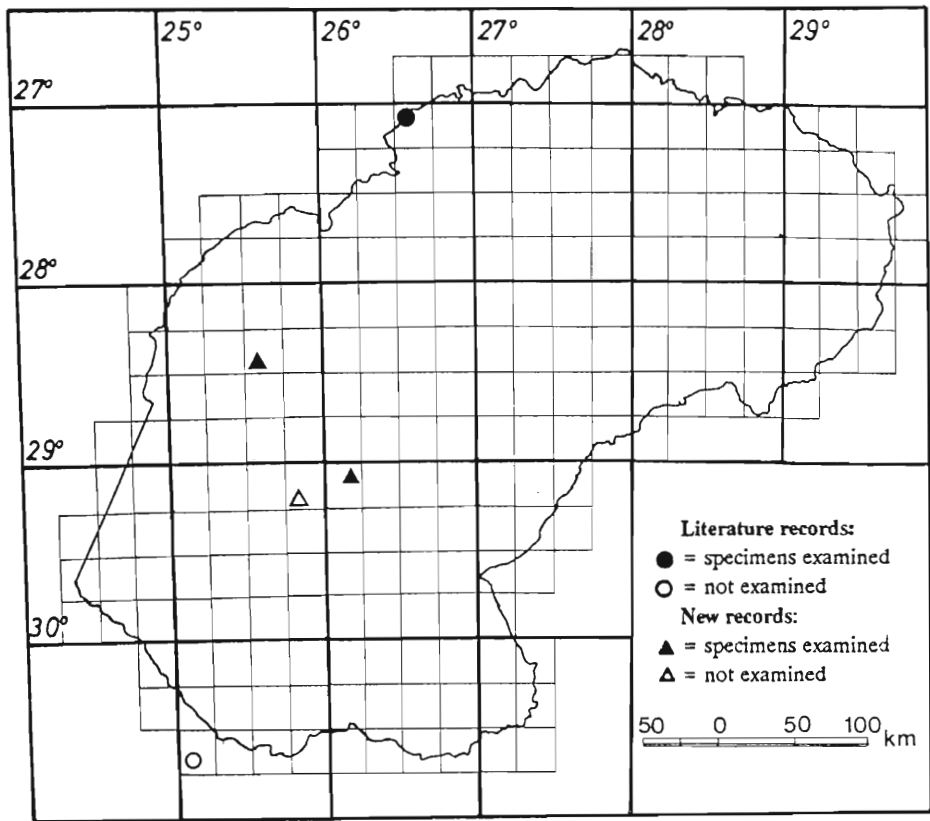 25° 26° 27° 28° 29°
27°
28°
29°
30°
Literature records:
● = specimens examined
○ = not examined
New records:
▲ = specimens examined
△ = not examined
50 0 50 100 km